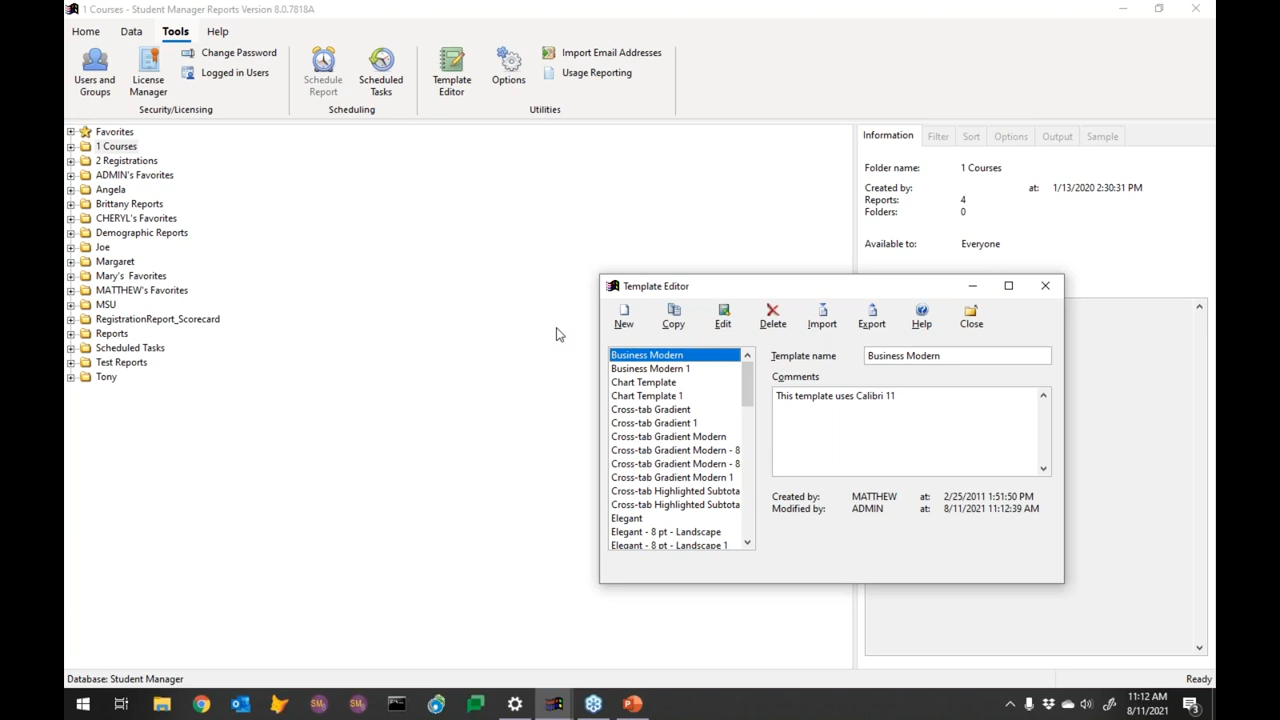 1 Courses - Student Manager Reports Version 8.0.7818A
Home Data Tools Help
Users and Groups
License Manager
Change Password
Logged in Users
Security/Licensing
Schedule Report
Scheduled Tasks
Scheduling
Template Editor
Options
Import Email Addresses
Usage Reporting
Utilities
Favorites
1 Courses
2 Registrations
ADMIN's Favorites
Angela
Brittany Reports
CHERYL's Favorites
Demographic Reports
Joe
Margaret
Mary's  Favorites
MATTHEW's Favorites
MSU
RegistrationReport_Scorecard
Reports
Scheduled Tasks
Test Reports
Tony
Information Filter Sort Options Output Sample
Folder name: 1 Courses
Created by: at: 1/13/2020 2:30:31 PM
Reports: 4
Folders: 0
Available to: Everyone
Template Editor
New Copy Edit Delete Import Export Help Close
Business Modern
Business Modern 1
Chart Template
Chart Template 1
Cross-tab Gradient
Cross-tab Gradient 1
Cross-tab Gradient Modern
Cross-tab Gradient Modern - 8
Cross-tab Gradient Modern - 8
Cross-tab Gradient Modern 1
Cross-tab Highlighted Subtota
Cross-tab Highlighted Subtota
Elegant
Elegant - 8 pt - Landscape
Elegant - 8 pt - Landscape 1
Template name Business Modern
Comments
This template uses Calibri 11
Created by: MATTHEW at: 2/25/2011 1:51:50 PM
Modified by: ADMIN at: 8/11/2021 11:12:39 AM
Database: Student Manager
Ready
SM SM
11:12 AM
8/11/2021
3